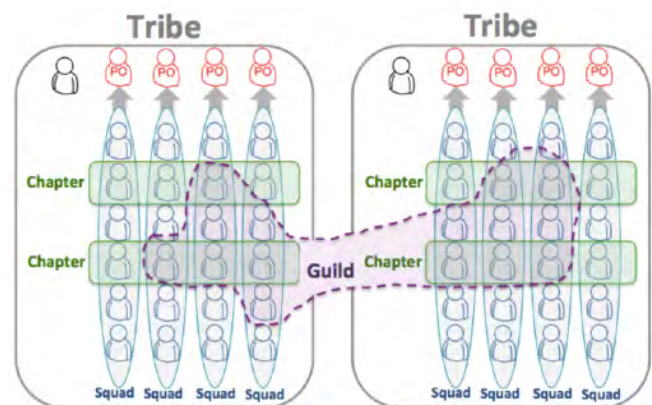 Tribe Tribe
PO PO PO PO PO PO PO PO
Chapter Chapter
Chapter Guild Chapter
Squad Squad Squad Squad Squad Squad Squad Squad